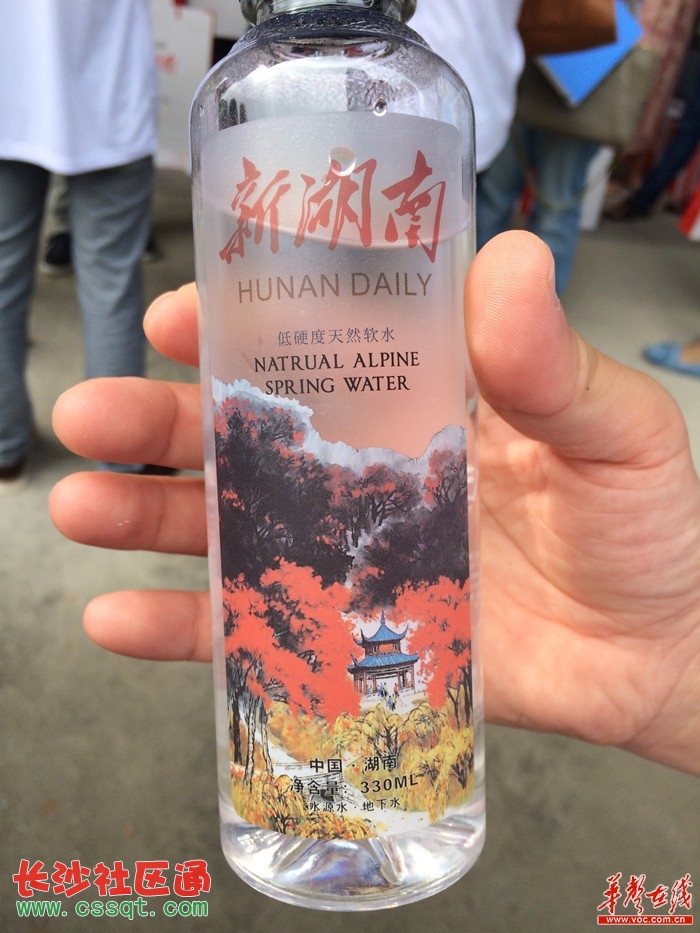 新湖南
HUNAN DAILY
低硬度天然软水
NATRUAL ALPINE
SPRING WATER
中国·湖南
净含量：330ML
水源水·地下水
长沙社区通
www.cssqt.com
华声在线
www.voc.com.cn